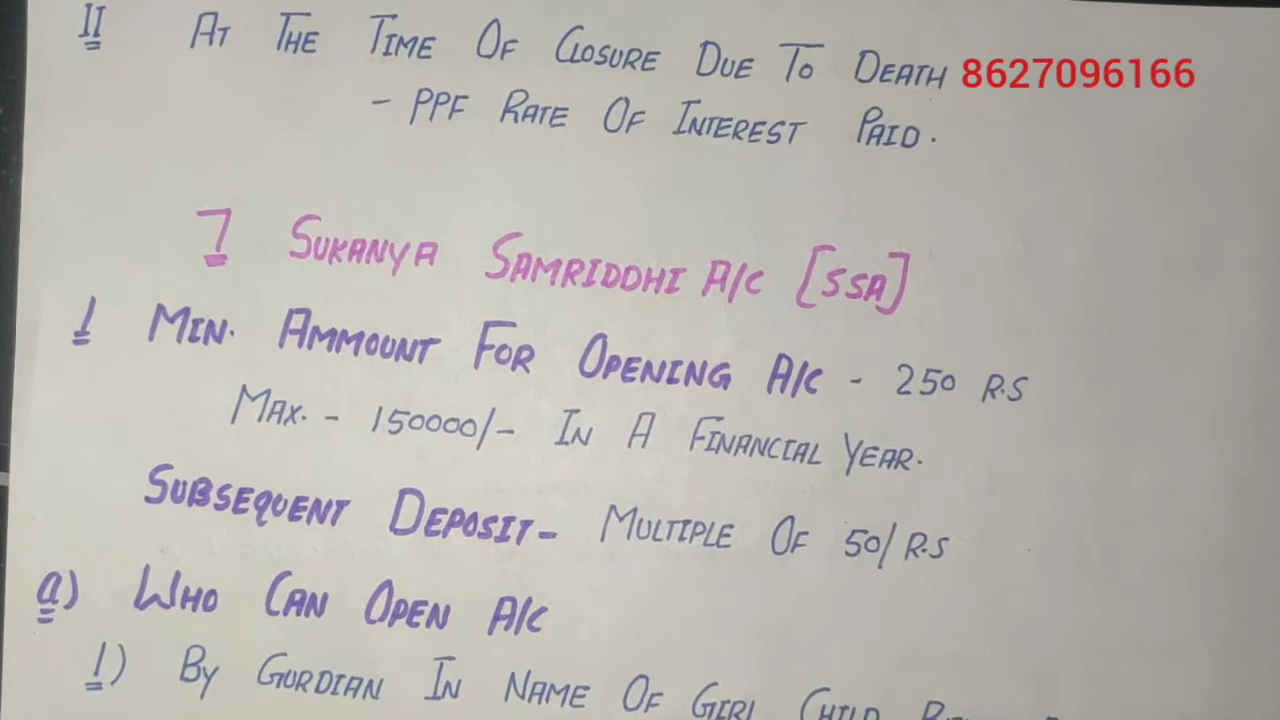 II AT THE TIME OF CLOSURE DUE TO DEATH 8627096166
- PPF RATE OF INTEREST PAID.
7 SUKANYA SAMRIDDHI A/C [SSA]
1 MIN. AMMOUNT FOR OPENING A/C - 250 R.S
MAX. - 150000/- IN A FINANCIAL YEAR.
SUBSEQUENT DEPOSIT - MULTIPLE OF 50/ R.S
a) WHO CAN OPEN A/C
1) BY GURDIAN IN NAME OF GIRL CHILD